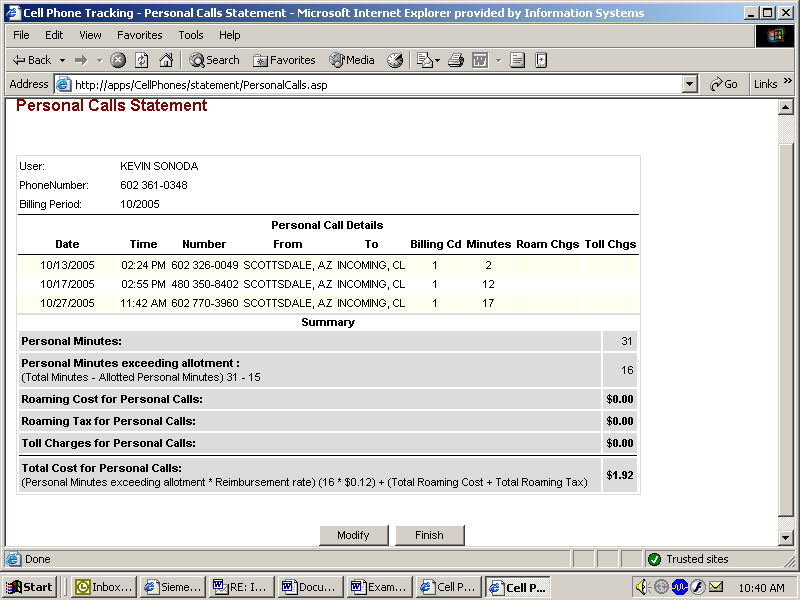 Cell Phone Tracking - Personal Calls Statement - Microsoft Internet Explorer provided by Information Systems
File Edit View Favorites Tools Help
Back Search Favorites Media
Address http://apps/CellPhones/statement/PersonalCalls.asp Go Links »
Personal Calls Statement
User: KEVIN SONODA
PhoneNumber: 602 361-0348
Billing Period: 10/2005
Personal Call Details
Date Time Number From To Billing Cd Minutes Roam Chgs Toll Chgs
10/13/2005 02:24 PM 602 326-0049 SCOTTSDALE, AZ INCOMING, CL 1 2
10/17/2005 02:55 PM 480 350-8402 SCOTTSDALE, AZ INCOMING, CL 1 12
10/27/2005 11:42 AM 602 770-3960 SCOTTSDALE, AZ INCOMING, CL 1 17
Summary
Personal Minutes: 31
Personal Minutes exceeding allotment :
(Total Minutes - Allotted Personal Minutes) 31 - 15 16
Roaming Cost for Personal Calls: $0.00
Roaming Tax for Personal Calls: $0.00
Toll Charges for Personal Calls: $0.00
Total Cost for Personal Calls:
(Personal Minutes exceeding allotment * Reimbursement rate) (16 * $0.12) + (Total Roaming Cost + Total Roaming Tax) $1.92
Modify Finish
Done Trusted sites
Start Inbox... Sieme... RE: I... Docu... Exam... Cell P... Cell P... 10:40 AM